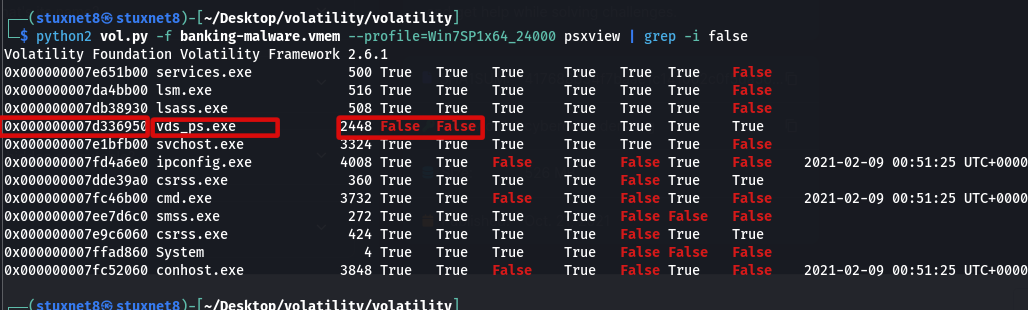 ┌──(stuxnet8㉿ stuxnet8)-[~/Desktop/volatility/volatility]
└─$ python2 vol.py -f banking-malware.vmem --profile=Win7SP1x64_24000 psxview | grep -i false
Volatility Foundation Volatility Framework 2.6.1
0x000000007e651b00 services.exe 500 True True True True True True False
0x000000007da4bb00 lsm.exe 516 True True True True True True False
0x000000007db38930 lsass.exe 508 True True True True True True False
0x000000007d336950 vds_ps.exe 2448 False False True True True True True
0x000000007e1bfb00 svchost.exe 3324 True True True True True True False
0x000000007fd4a6e0 ipconfig.exe 4008 True True False True False True False 2021-02-09 00:51:25 UTC+0000
0x000000007dde39a0 csrss.exe 360 True True True True False True True
0x000000007fc46b00 cmd.exe 3732 True True False True False True False 2021-02-09 00:51:25 UTC+0000
0x000000007ee7d6c0 smss.exe 272 True True True True False False False
0x000000007e9c6060 csrss.exe 424 True True True True False True True
0x000000007ffad860 System 4 True True True True False False False
0x000000007fc52060 conhost.exe 3848 True True False True False True False 2021-02-09 00:51:25 UTC+0000
┌──(stuxnet8㉿ stuxnet8)-[~/Desktop/volatility/volatility]